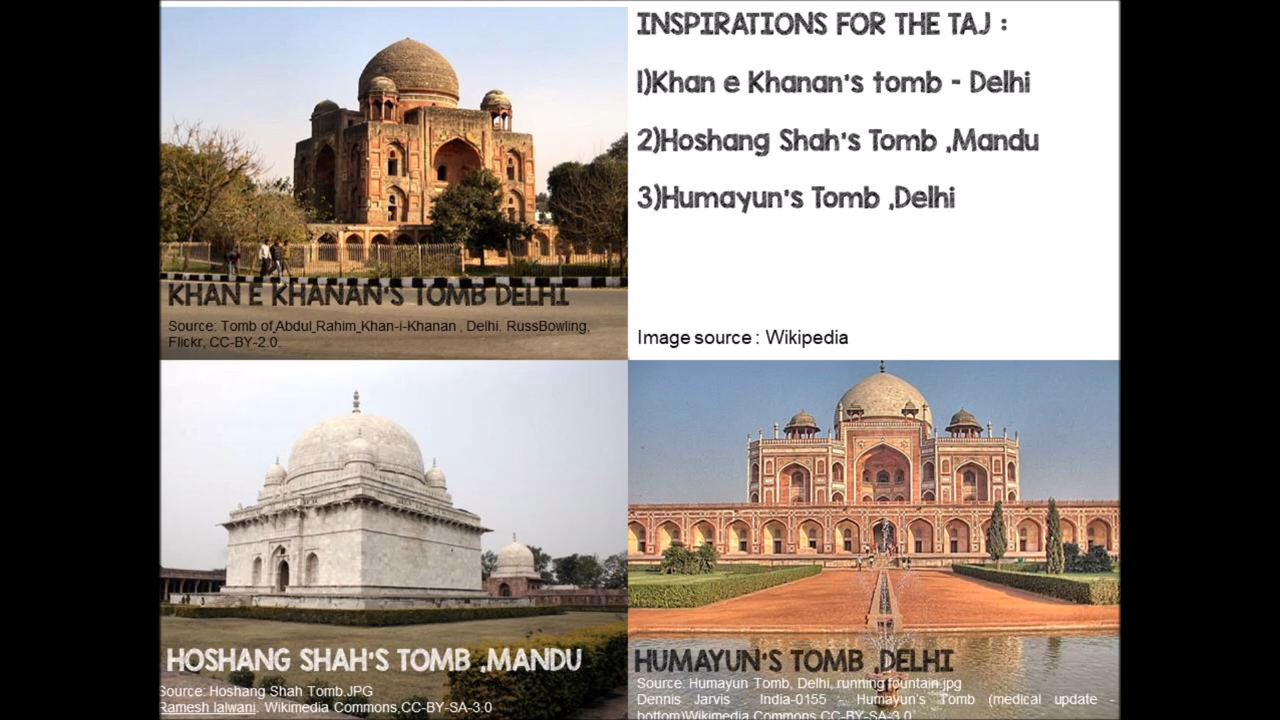 INSPIRATIONS FOR THE TAJ :
1)Khan e Khanan's tomb - Delhi
2)Hoshang Shah's Tomb ,Mandu
3)Humayun's Tomb ,Delhi
Image source : Wikipedia
KHAN E KHANAN'S TOMB DELHI
Source: Tomb of_Abdul_Rahim_Khan-i-Khanan , Delhi. RussBowling,
Flickr, CC-BY-2.0.
HOSHANG SHAH'S TOMB ,MANDU
Source: Hoshang Shah Tomb.JPG
Ramesh lalwani. Wikimedia Commons,CC-BY-SA-3.0
HUMAYUN'S TOMB ,DELHI
Source: Humayun Tomb, Delhi, running fountain.jpg
Dennis Jarvis India-0155 - Humayun's Tomb (medical update -
bottom)Wikimedia Commons,CC-BY-SA-3.0